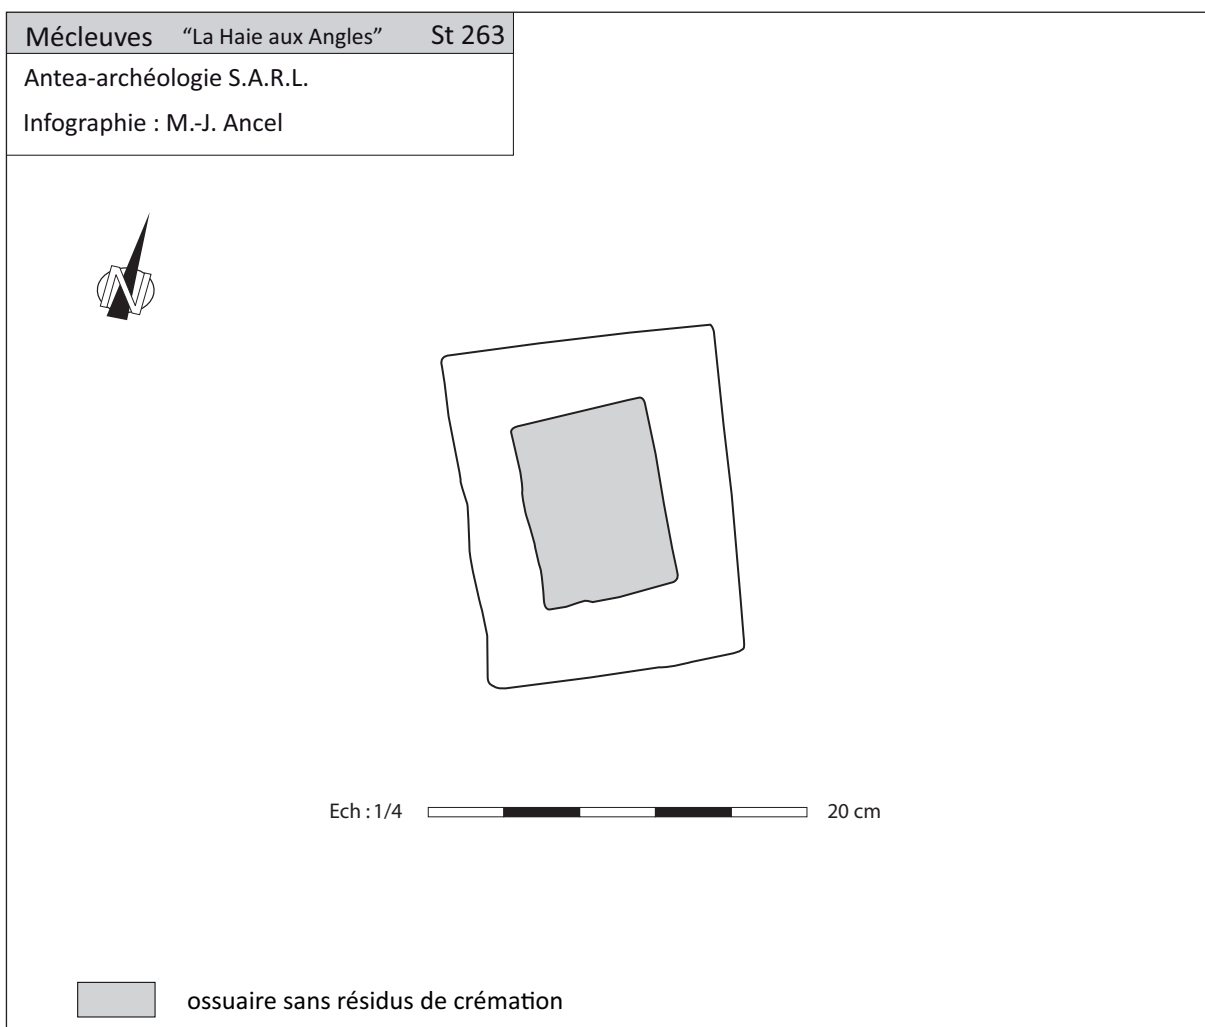 Mécleuves “La Haie aux Angles” St 263
Antea-archéologie S.A.R.L.
Infographie : M.-J. Ancel
N
Ech : 1/4 20 cm
ossuaire sans résidus de crémation